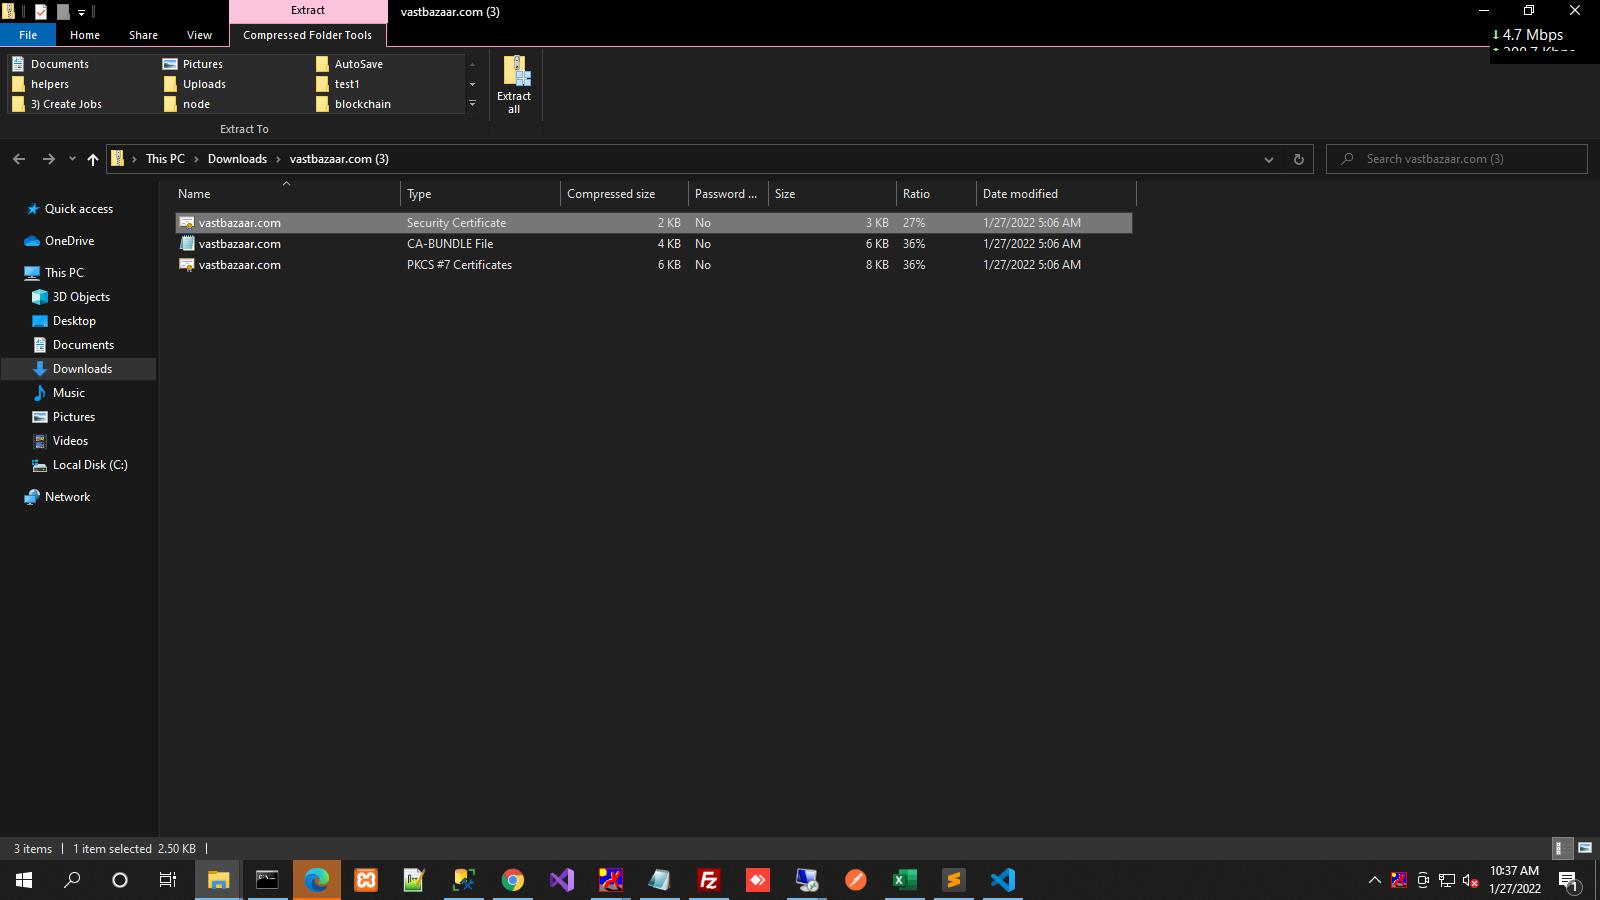 Extract
vastbazaar.com (3)
File
Home
Share
View
Compressed Folder Tools
4.7 Mbps
Documents
Pictures
AutoSave
helpers
Uploads
test1
3) Create Jobs
node
blockchain
Extract To
Extract
all
This PC
Downloads
vastbazaar.com (3)
Search vastbazaar.com (3)
Name
Type
Compressed size
Password ...
Size
Ratio
Date modified
vastbazaar.com
Security Certificate
2 KB
No
3 KB
27%
1/27/2022 5:06 AM
vastbazaar.com
CA-BUNDLE File
4 KB
No
6 KB
36%
1/27/2022 5:06 AM
vastbazaar.com
PKCS #7 Certificates
6 KB
No
8 KB
36%
1/27/2022 5:06 AM
Quick access
OneDrive
This PC
3D Objects
Desktop
Documents
Downloads
Music
Pictures
Videos
Local Disk (C:)
Network
3 items
1 item selected 2.50 KB
10:37 AM
1/27/2022
1